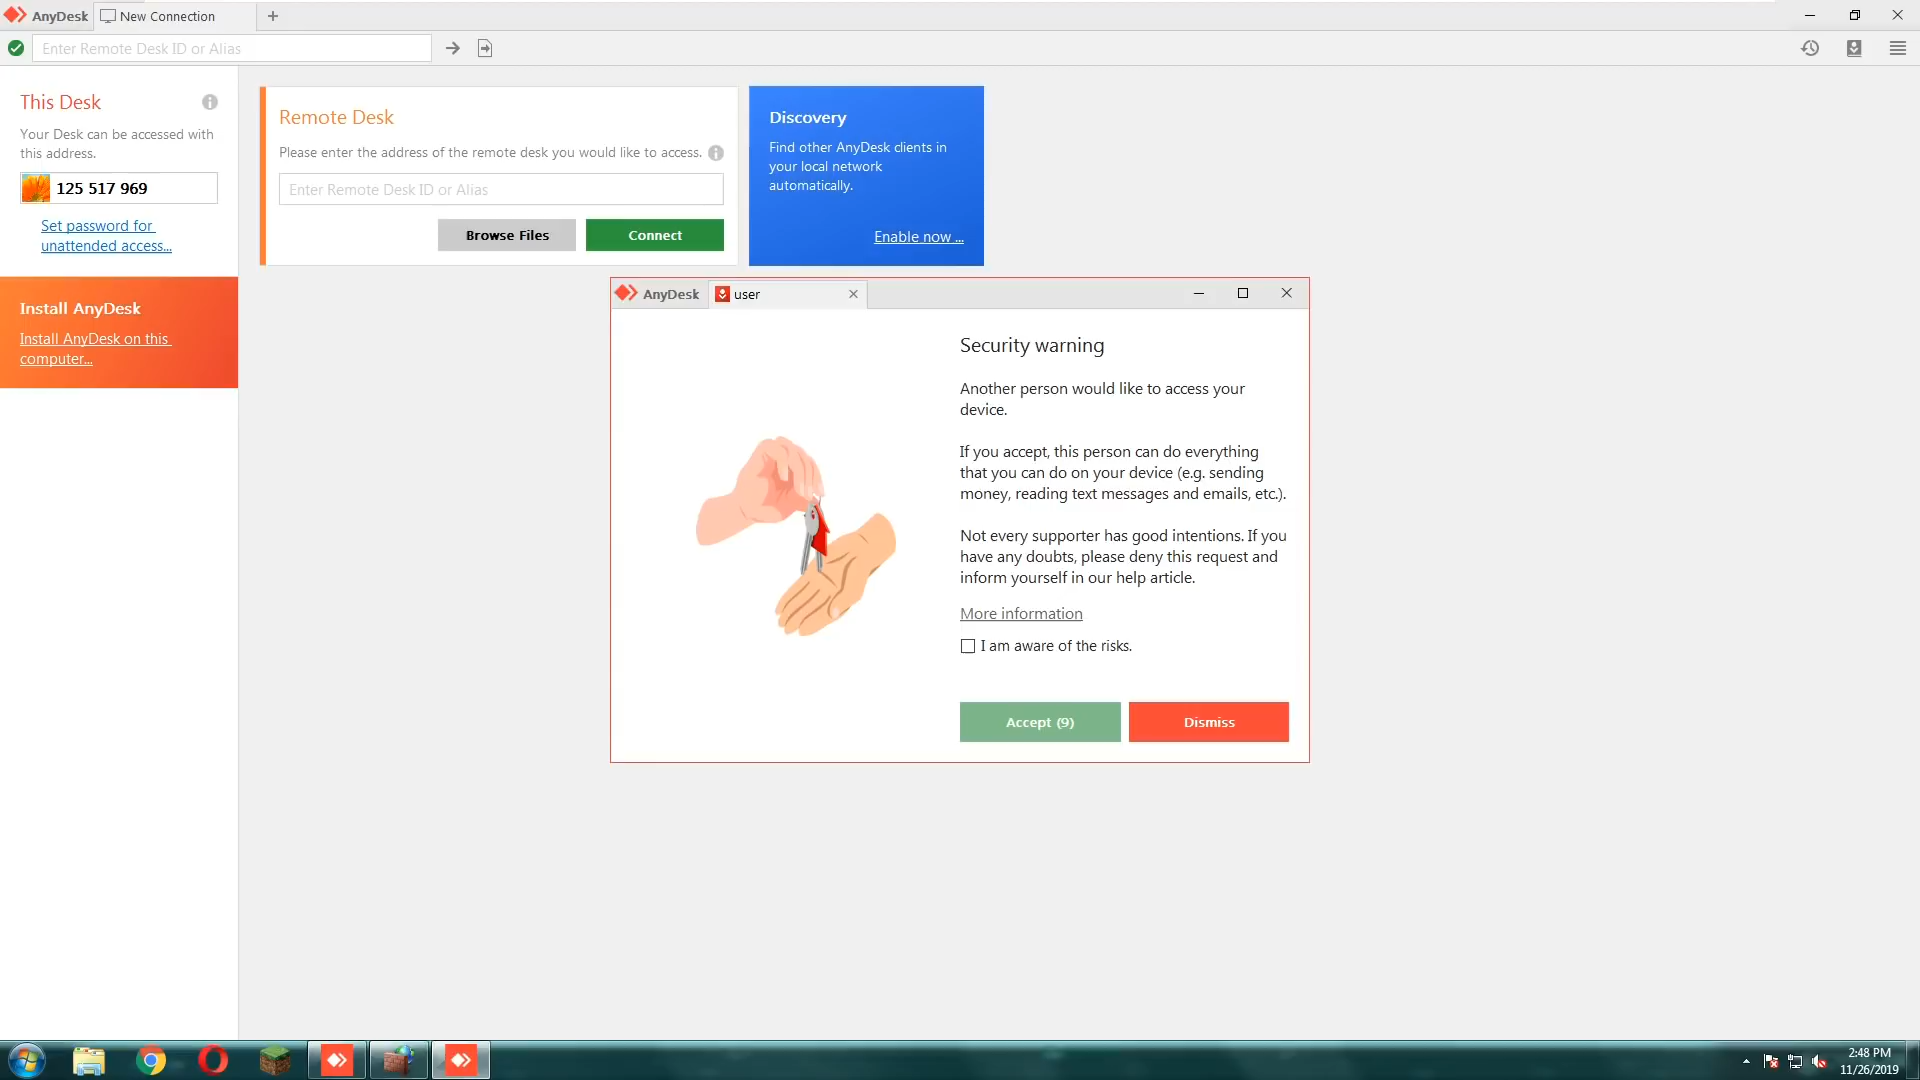 AnyDesk
New Connection
Enter Remote Desk ID or Alias
This Desk
Your Desk can be accessed with
this address.
125 517 969
Set password for
unattended access...
Install AnyDesk
Install AnyDesk on this
computer...
Remote Desk
Please enter the address of the remote desk you would like to access.
Enter Remote Desk ID or Alias
Browse Files
Connect
Discovery
Find other AnyDesk clients in
your local network
automatically.
Enable now ...
AnyDesk
user
Security warning
Another person would like to access your
device.
If you accept, this person can do everything
that you can do on your device (e.g. sending
money, reading text messages and emails, etc.).
Not every supporter has good intentions. If you
have any doubts, please deny this request and
inform yourself in our help article.
More information
I am aware of the risks.
Accept (9)
Dismiss
2:48 PM
11/26/2019